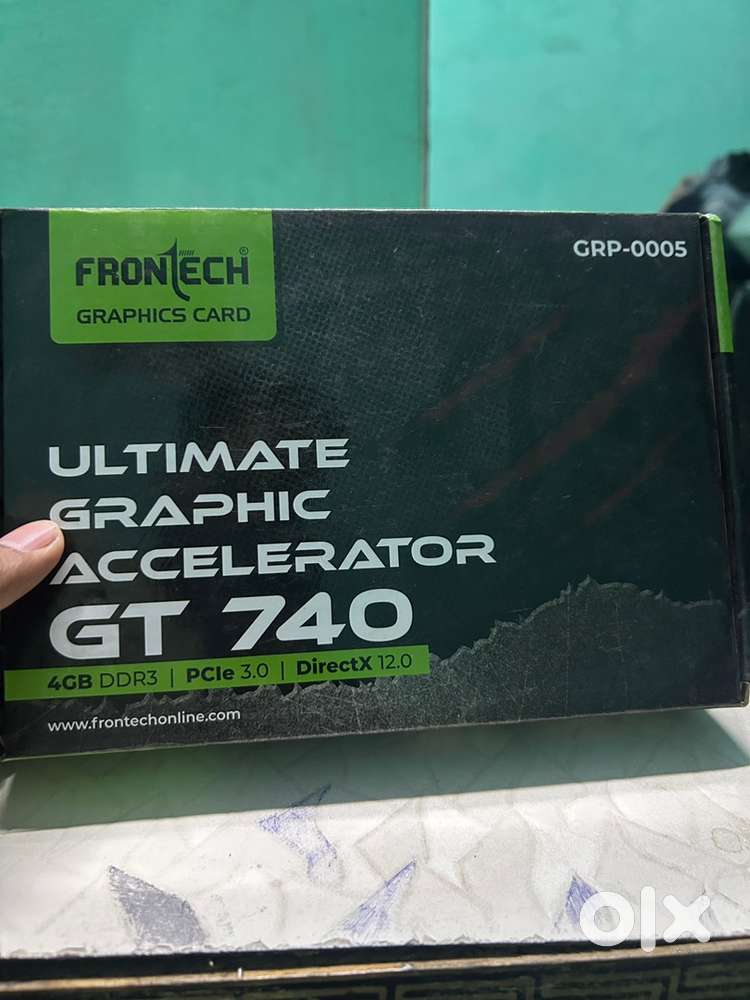 FRONTECH®
GRAPHICS CARD
GRP-0005
ULTIMATE
GRAPHIC
ACCELERATOR
GT 740
4GB DDR3 | PCIe 3.0 | DirectX 12.0
www.frontechonline.com
olx